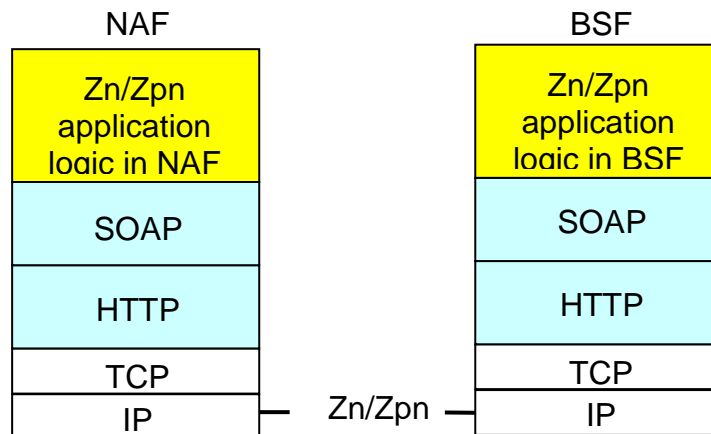 NAF
Zn/Zpn
application
logic in NAF
SOAP
HTTP
TCP
IP
Zn/Zpn
BSF
Zn/Zpn
application
logic in BSF
SOAP
HTTP
TCP
IP